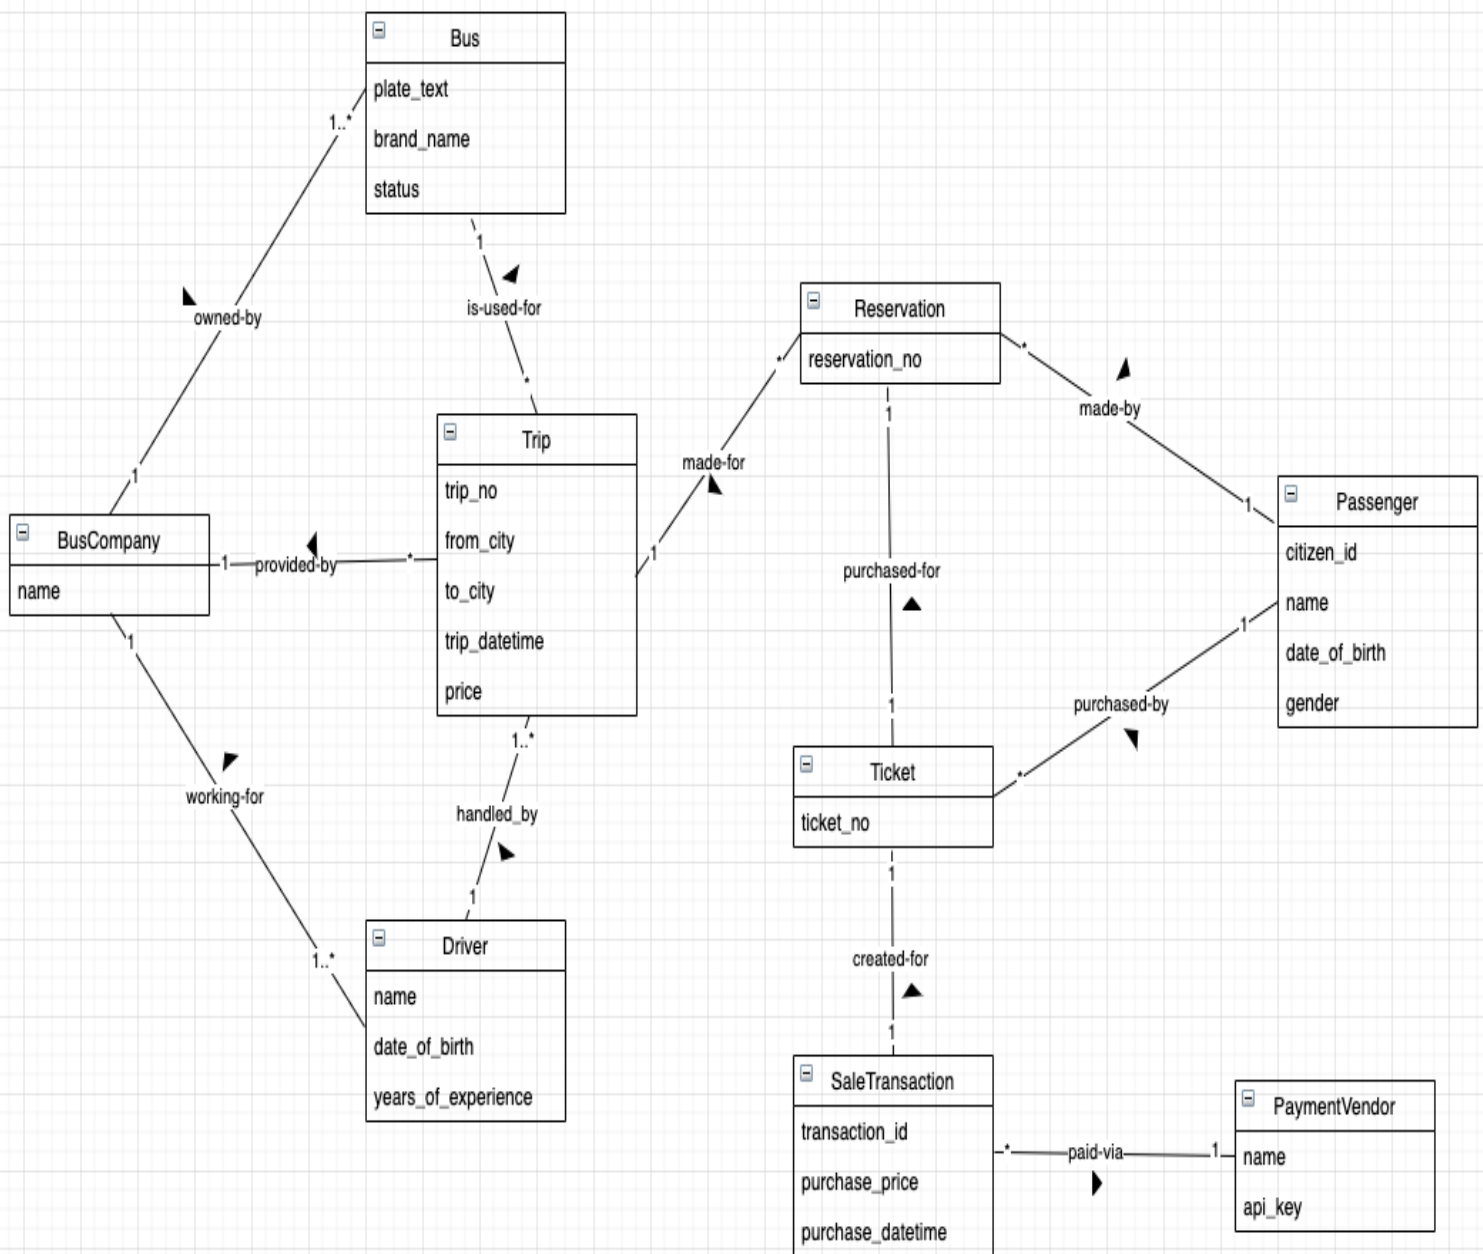 Bus
plate_text
brand_name
status
1..*
owned-by
1
1
is-used-for
*
Reservation
reservation_no
*
made-for
1
*
made-by
1
1
purchased-for
1
Trip
trip_no
from_city
to_city
trip_datetime
price
BusCompany
name
1
provided-by
*
Passenger
citizen_id
name
date_of_birth
gender
1
purchased-by
*
1
working-for
1..*
1..*
handled_by
1
Ticket
ticket_no
1
created-for
1
Driver
name
date_of_birth
years_of_experience
SaleTransaction
transaction_id
purchase_price
purchase_datetime
*
paid-via
1
PaymentVendor
name
api_key